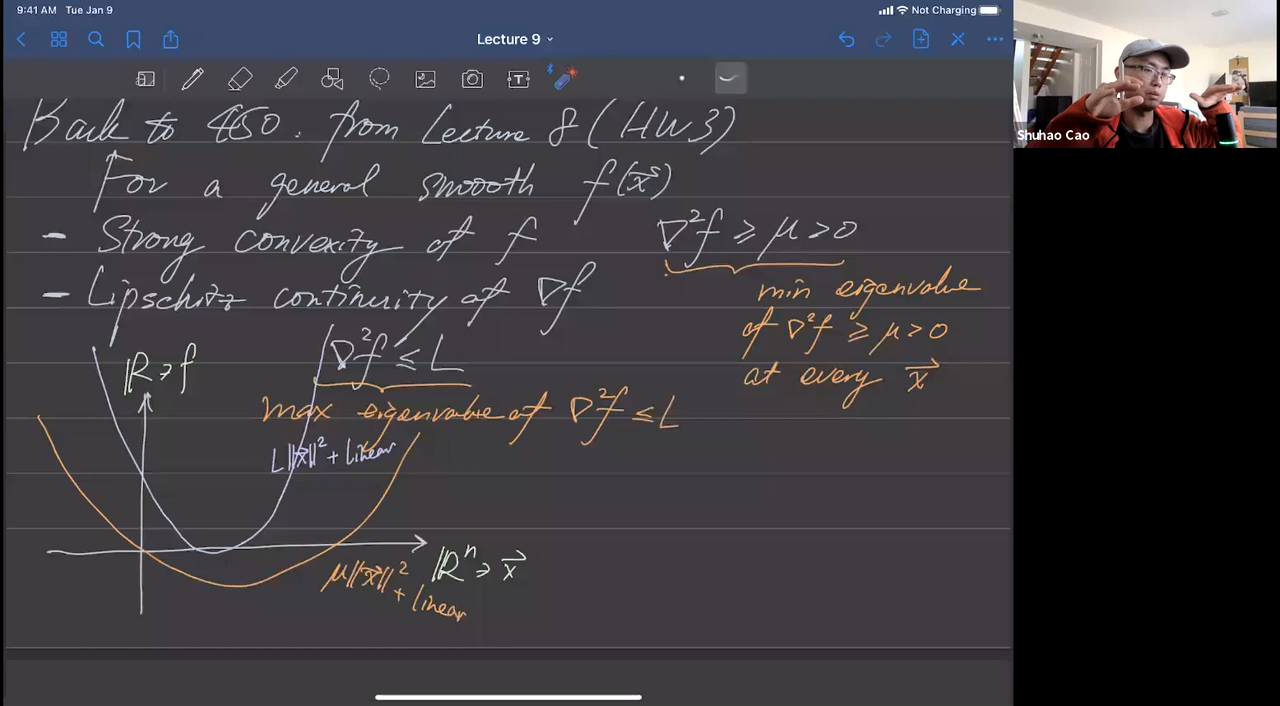 9:41 AM Tue Jan 9
Not Charging
Lecture 9
Shuhao Cao
Back to 450. from Lecture 8 (HW3)
For a general smooth f(x⃗)
- Strong convexity of f ∇²f ⩾ μ > 0
min eigenvalue
of ∇²f ⩾ μ > 0
at every x⃗
- Lipschitz continuity of ∇f
∇²f ≤ L
max eigenvalue of ∇²f ≤ L
ℝ ∋ f
L‖x⃗‖² + linear
μ‖x⃗‖²
+ linear
ℝⁿ ∋ x⃗